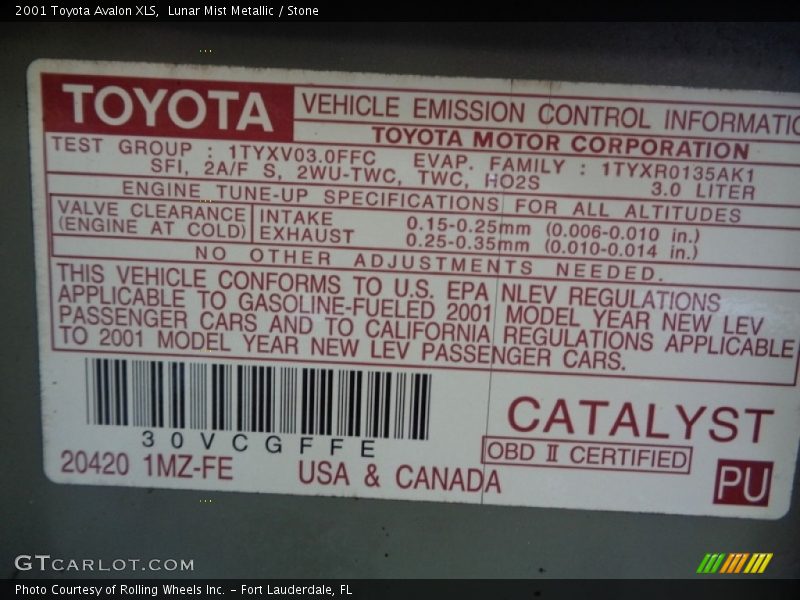 2001 Toyota Avalon XLS,  Lunar Mist Metallic / Stone
TOYOTA VEHICLE EMISSION CONTROL INFORMATIO
TOYOTA MOTOR CORPORATION
TEST GROUP : 1TYXV03.0FFC EVAP. FAMILY : 1TYXR0135AK1
SFI, 2A/F S, 2WU-TWC, TWC, HO2S 3.0 LITER
ENGINE TUNE-UP SPECIFICATIONS FOR ALL ALTITUDES
VALVE CLEARANCE INTAKE 0.15-0.25mm (0.006-0.010 in.)
(ENGINE AT COLD) EXHAUST 0.25-0.35mm (0.010-0.014 in.)
NO OTHER ADJUSTMENTS NEEDED.
THIS VEHICLE CONFORMS TO U.S. EPA NLEV REGULATIONS
APPLICABLE TO GASOLINE-FUELED 2001 MODEL YEAR NEW LEV
PASSENGER CARS AND TO CALIFORNIA REGULATIONS APPLICABLE
TO 2001 MODEL YEAR NEW LEV PASSENGER CARS.
30VCGFFE
CATALYST
OBD II CERTIFIED
20420 1MZ-FE USA & CANADA
PU
GTCARLOT.COM
Photo Courtesy of Rolling Wheels Inc. – Fort Lauderdale, FL